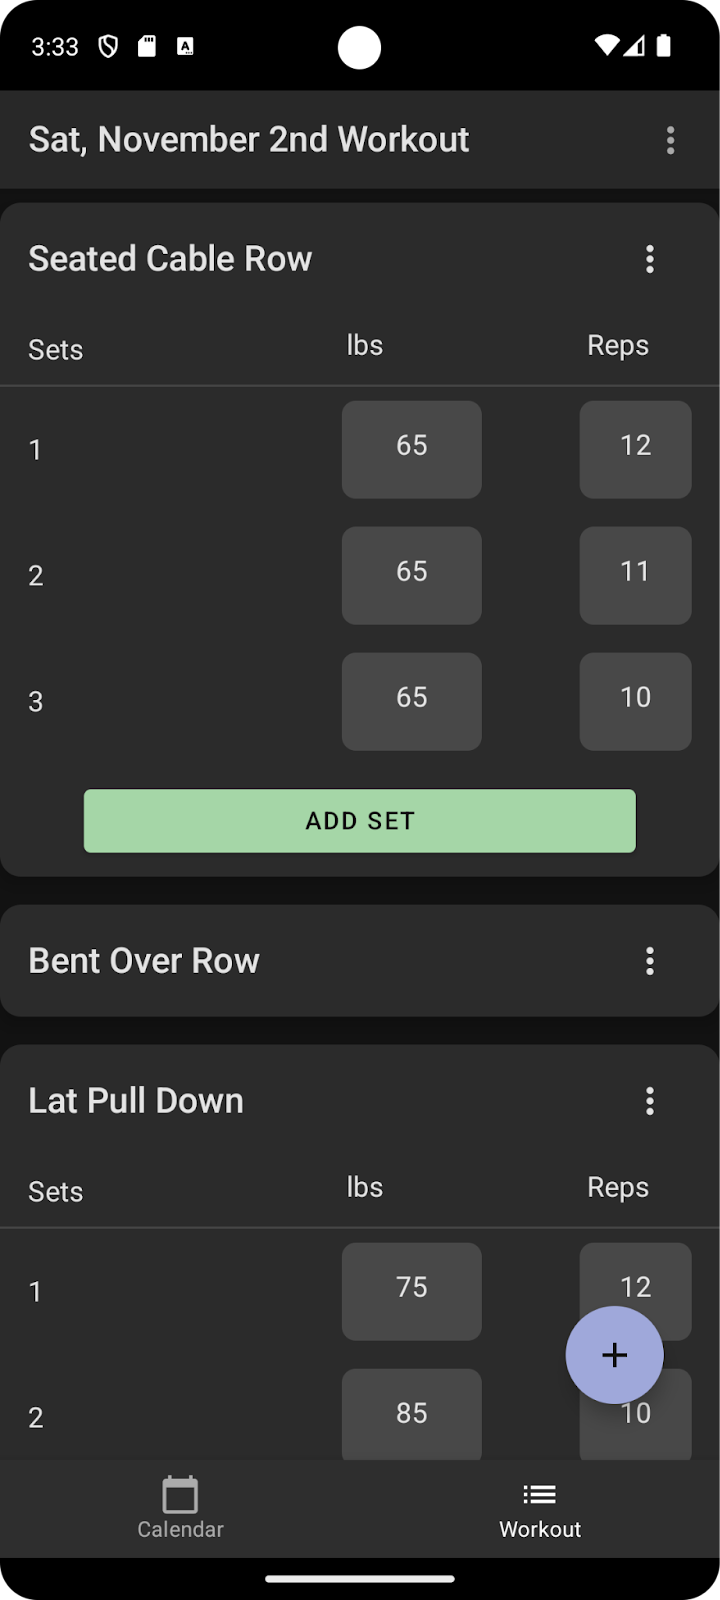 3:33
Sat, November 2nd Workout
Seated Cable Row
Sets lbs Reps
1 65 12
2 65 11
3 65 10
ADD SET
Bent Over Row
Lat Pull Down
Sets lbs Reps
1 75 12
2 85 10
Calendar Workout